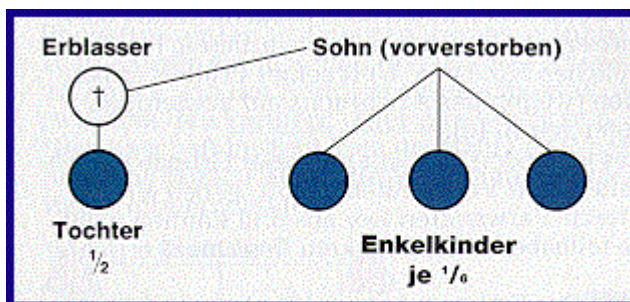 Erblasser
Sohn (vorverstorben)
†
Tochter
1/2
Enkelkinder
je 1/6